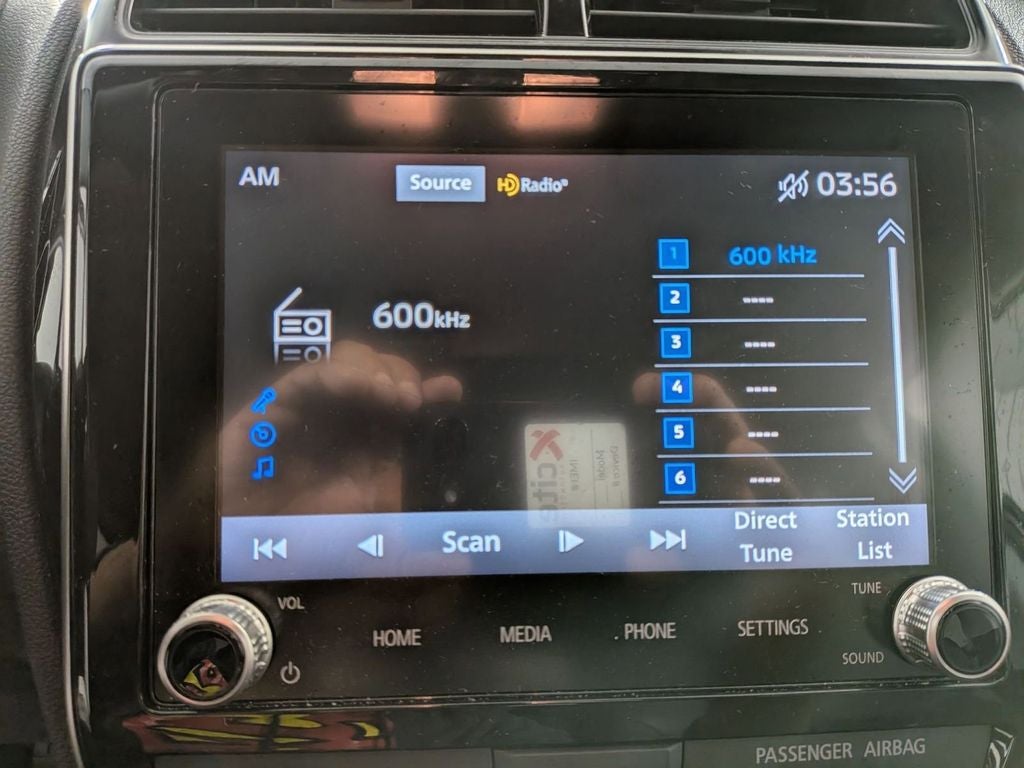 AM
Source
HD Radio®
03:56
1 600 kHz
2 ----
600kHz
3 ----
4 ----
5 ----
6 ----
Scan
Direct Tune
Station List
VOL
TUNE
HOME
MEDIA
PHONE
SETTINGS
SOUND
PASSENGER AIRBAG